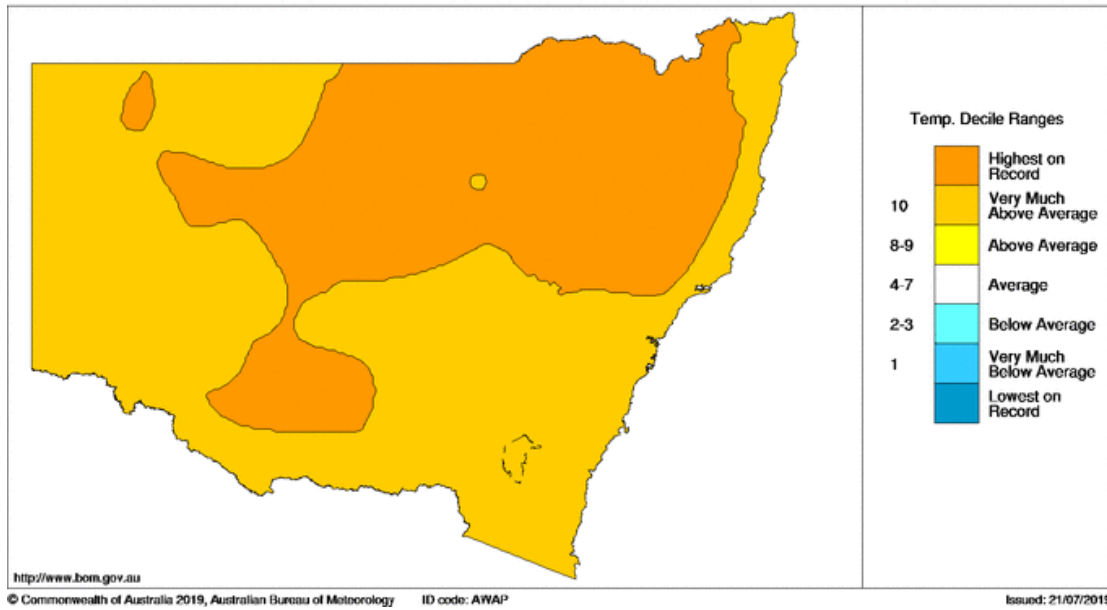 Temp. Decile Ranges
Highest on
Record
10
Very Much
Above Average
8-9
Above Average
4-7
Average
2-3
Below Average
1
Very Much
Below Average
Lowest on
Record
http://www.bom.gov.au
© Commonwealth of Australia 2019, Australian Bureau of Meteorology ID code: AWAP Issued: 21/07/2019